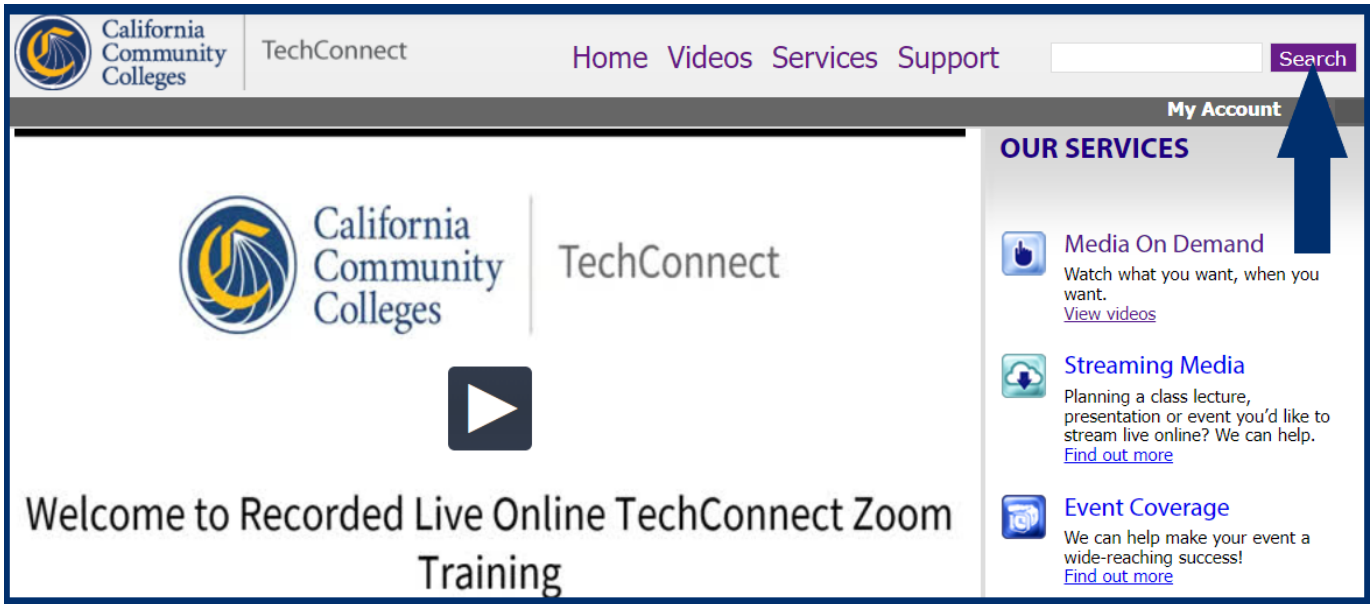 California
Community
Colleges
TechConnect
Home Videos Services Support
Search
My Account
California
Community
Colleges
TechConnect
Welcome to Recorded Live Online TechConnect Zoom
Training
OUR SERVICES
Media On Demand
Watch what you want, when you
want.
View videos
Streaming Media
Planning a class lecture,
presentation or event you’d like to
stream live online? We can help.
Find out more
Event Coverage
We can help make your event a
wide-reaching success!
Find out more